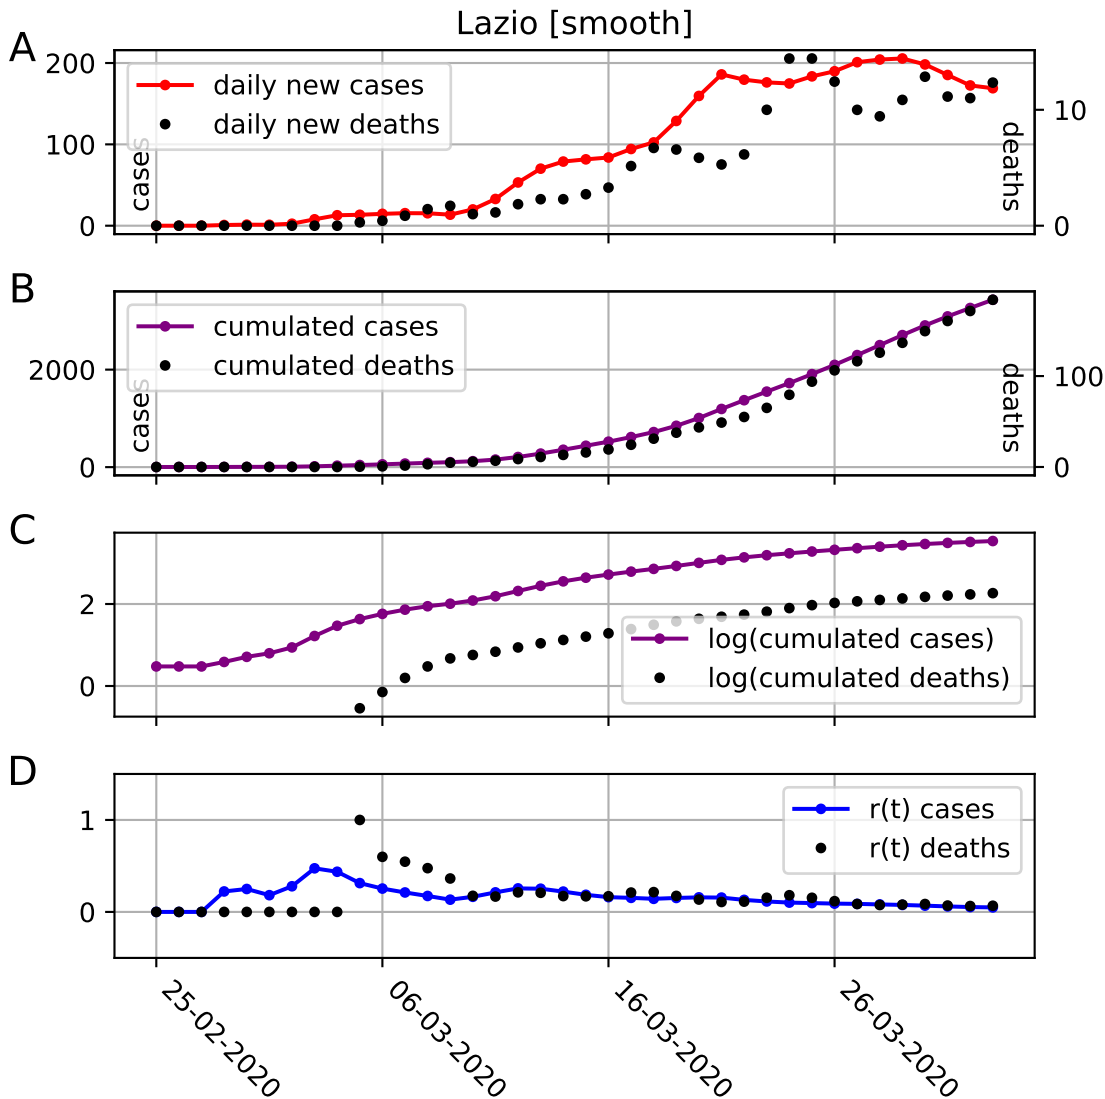 Lazio [smooth]
A
200
100
0
cases
daily new cases
daily new deaths
10
0
deaths
B
2000
0
cases
cumulated cases
cumulated deaths
100
0
deaths
C
2
0
log(cumulated cases)
log(cumulated deaths)
D
1
0
r(t) cases
r(t) deaths
25-02-2020
06-03-2020
16-03-2020
26-03-2020